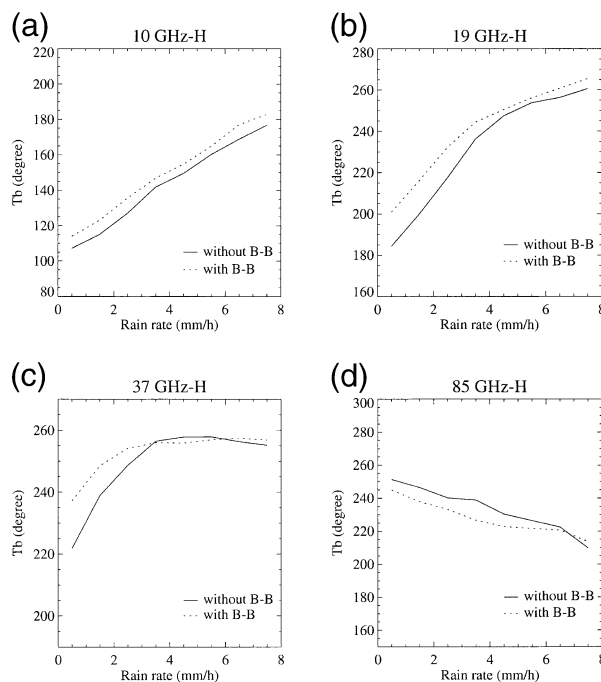 (a)
10 GHz-H
220
200
180
160
140
120
100
80
Tb (degree)
without B-B
with B-B
0 2 4 6 8
Rain rate (mm/h)
(b)
19 GHz-H
280
260
240
220
200
180
160
Tb (degree)
without B-B
with B-B
0 2 4 6 8
Rain rate (mm/h)
(c)
37 GHz-H
260
240
220
200
190
Tb (degree)
without B-B
with B-B
0 2 4 6 8
Rain rate (mm/h)
(d)
85 GHz-H
300
280
260
240
220
200
180
160
150
Tb (degree)
without B-B
with B-B
0 2 4 6 8
Rain rate (mm/h)